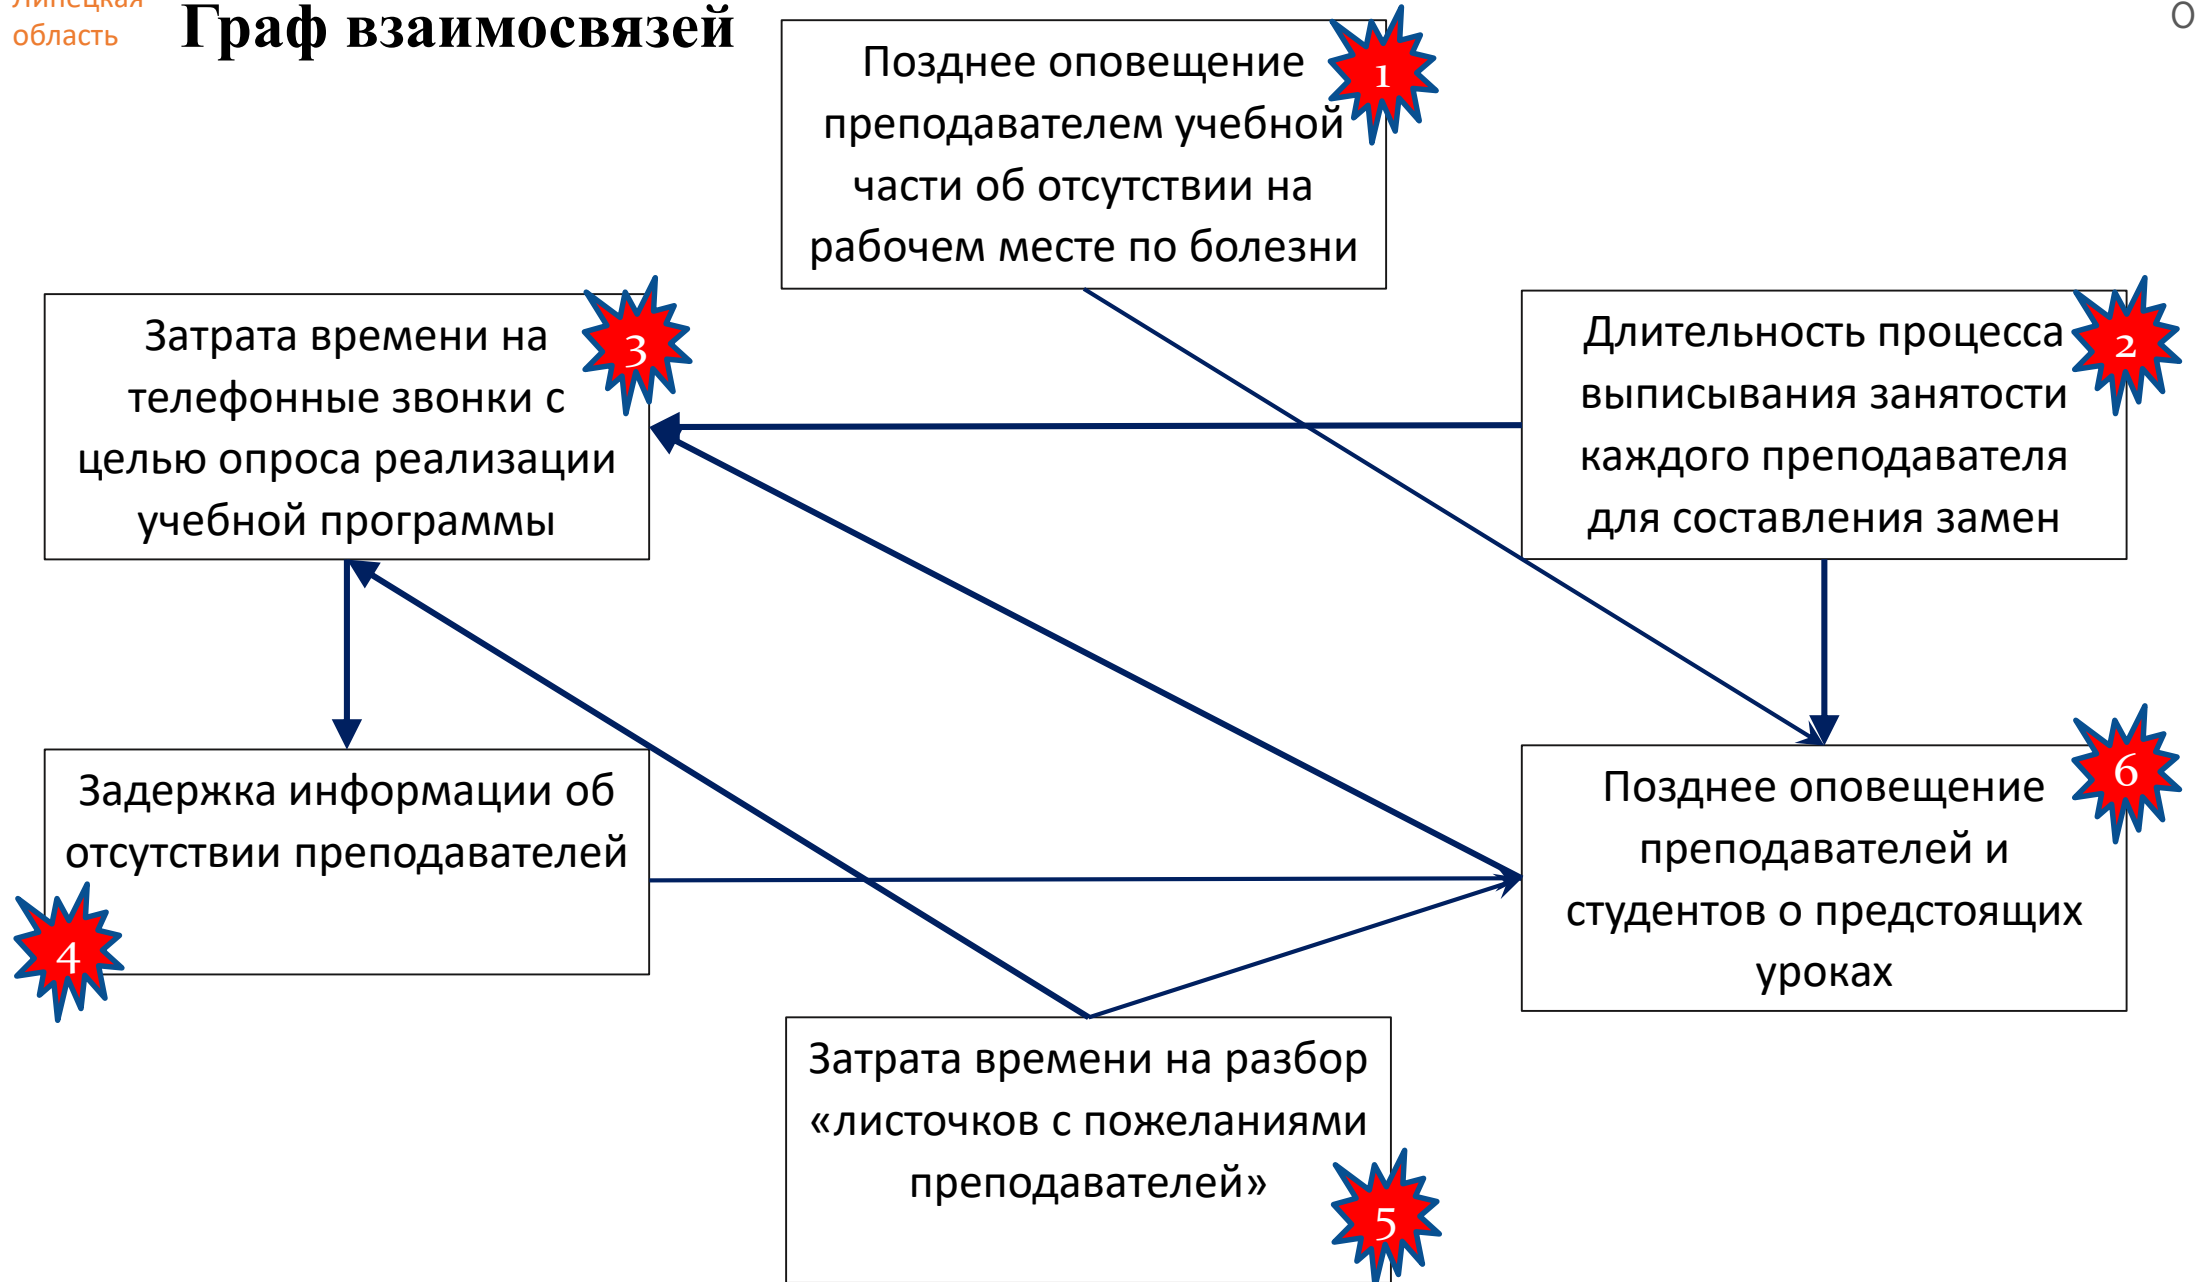 Липецкая
область
Граф взаимосвязей
О
Позднее оповещение
преподавателем учебной
части об отсутствии на
рабочем месте по болезни
1
Затрата времени на
телефонные звонки с
целью опроса реализации
учебной программы
3
Длительность процесса
выписывания занятости
каждого преподавателя
для составления замен
2
Задержка информации об
отсутствии преподавателей
4
Позднее оповещение
преподавателей и
студентов о предстоящих
уроках
6
Затрата времени на разбор
«листочков с пожеланиями
преподавателей»
5